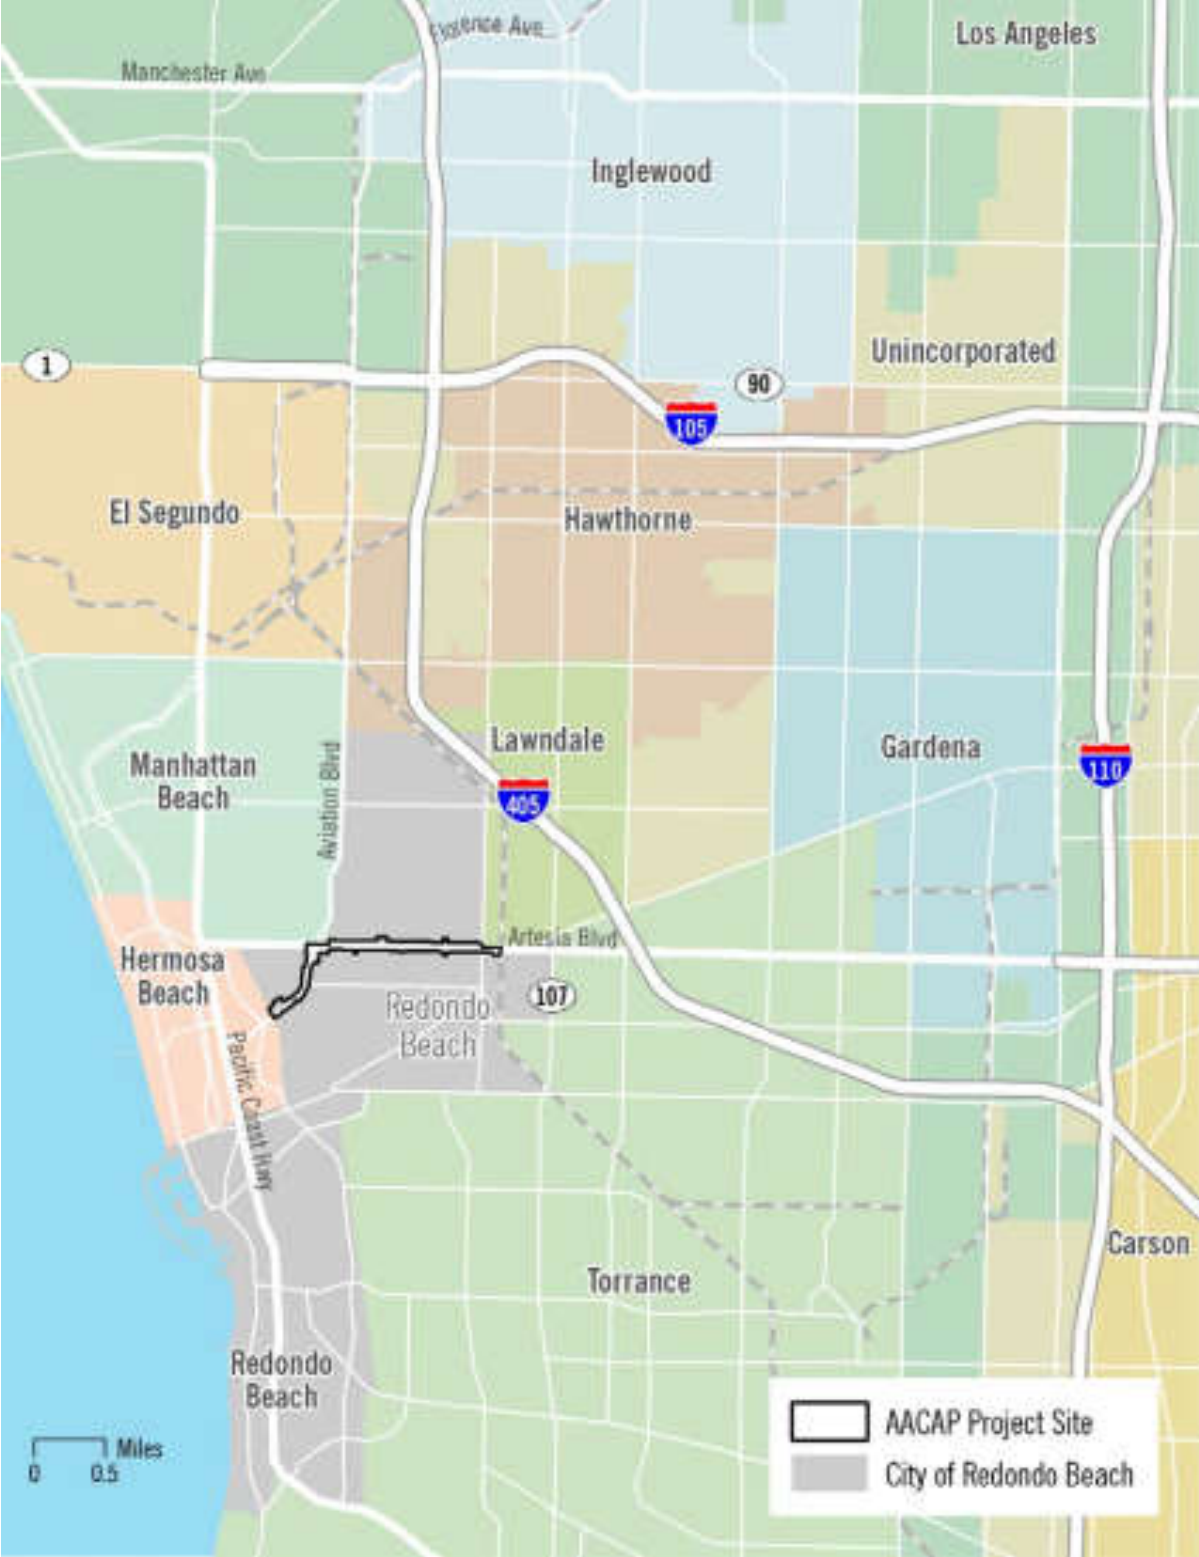 Florence Ave
Los Angeles
Manchester Ave
Inglewood
1
Unincorporated
90
105
El Segundo
Hawthorne
Lawndale
Gardena
Manhattan
Beach
Aviation Blvd
405
110
Artesia Blvd
Hermosa
Beach
Redondo
Beach
107
Pacific Coast Hwy
Carson
Torrance
Redondo
Beach
AACAP Project Site
City of Redondo Beach
Miles
0 0.5